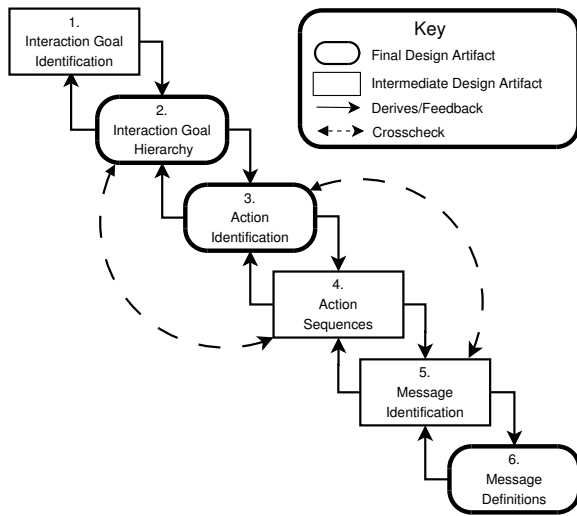 1.
Interaction Goal
Identification
Key
Final Design Artifact
Intermediate Design Artifact
Derives/Feedback
Crosscheck
2.
Interaction Goal
Hierarchy
3.
Action
Identification
4.
Action
Sequences
5.
Message
Identification
6.
Message
Definitions